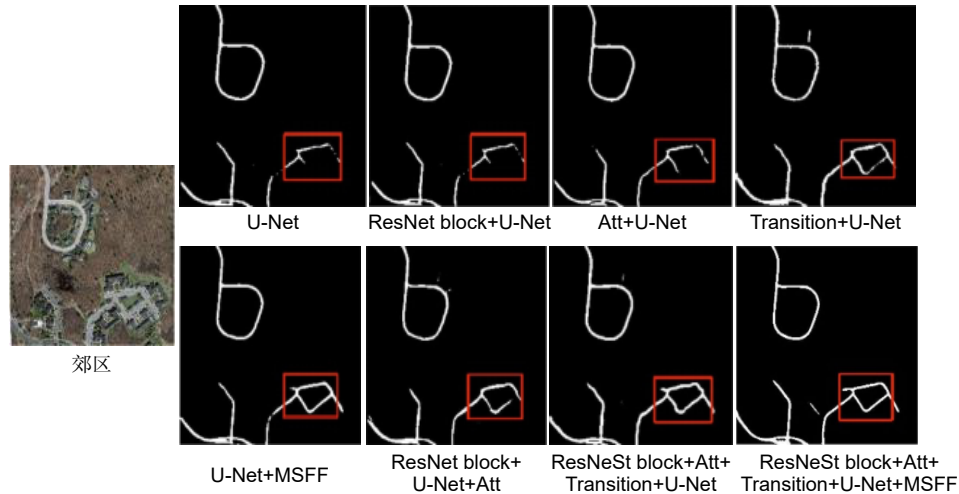 U-Net
ResNet block+U-Net
Att+U-Net
Transition+U-Net
郊区
U-Net+MSFF
ResNet block+
U-Net+Att
ResNeSt block+Att+
Transition+U-Net
ResNeSt block+Att+
Transition+U-Net+MSFF